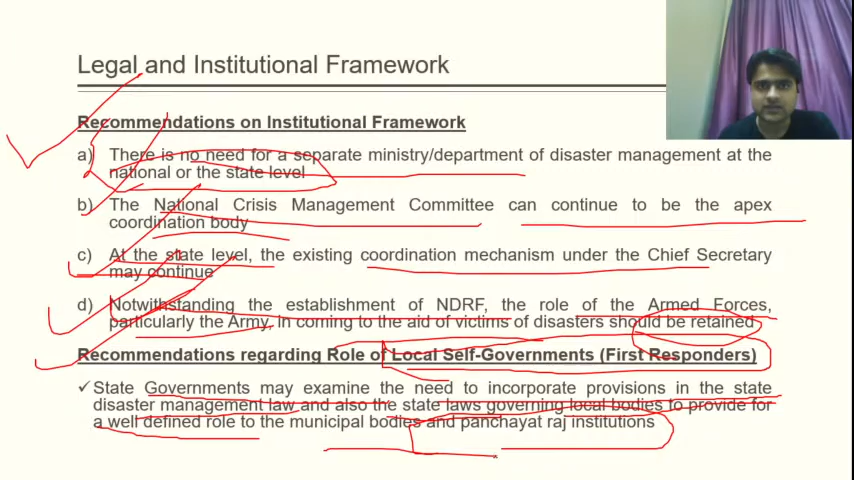 Legal and Institutional Framework
Recommendations on Institutional Framework
a) There is no need for a separate ministry/department of disaster management at the
national or the state level
b) The National Crisis Management Committee can continue to be the apex
coordination body
c) At the state level, the existing coordination mechanism under the Chief Secretary
may continue
d) Notwithstanding the establishment of NDRF, the role of the Armed Forces,
particularly the Army, in coming to the aid of victims of disasters should be retained
Recommendations regarding Role of Local Self-Governments (First Responders)
✓State Governments may examine the need to incorporate provisions in the state
disaster management law and also the state laws governing local bodies to provide for
a well defined role to the municipal bodies and panchayat raj institutions